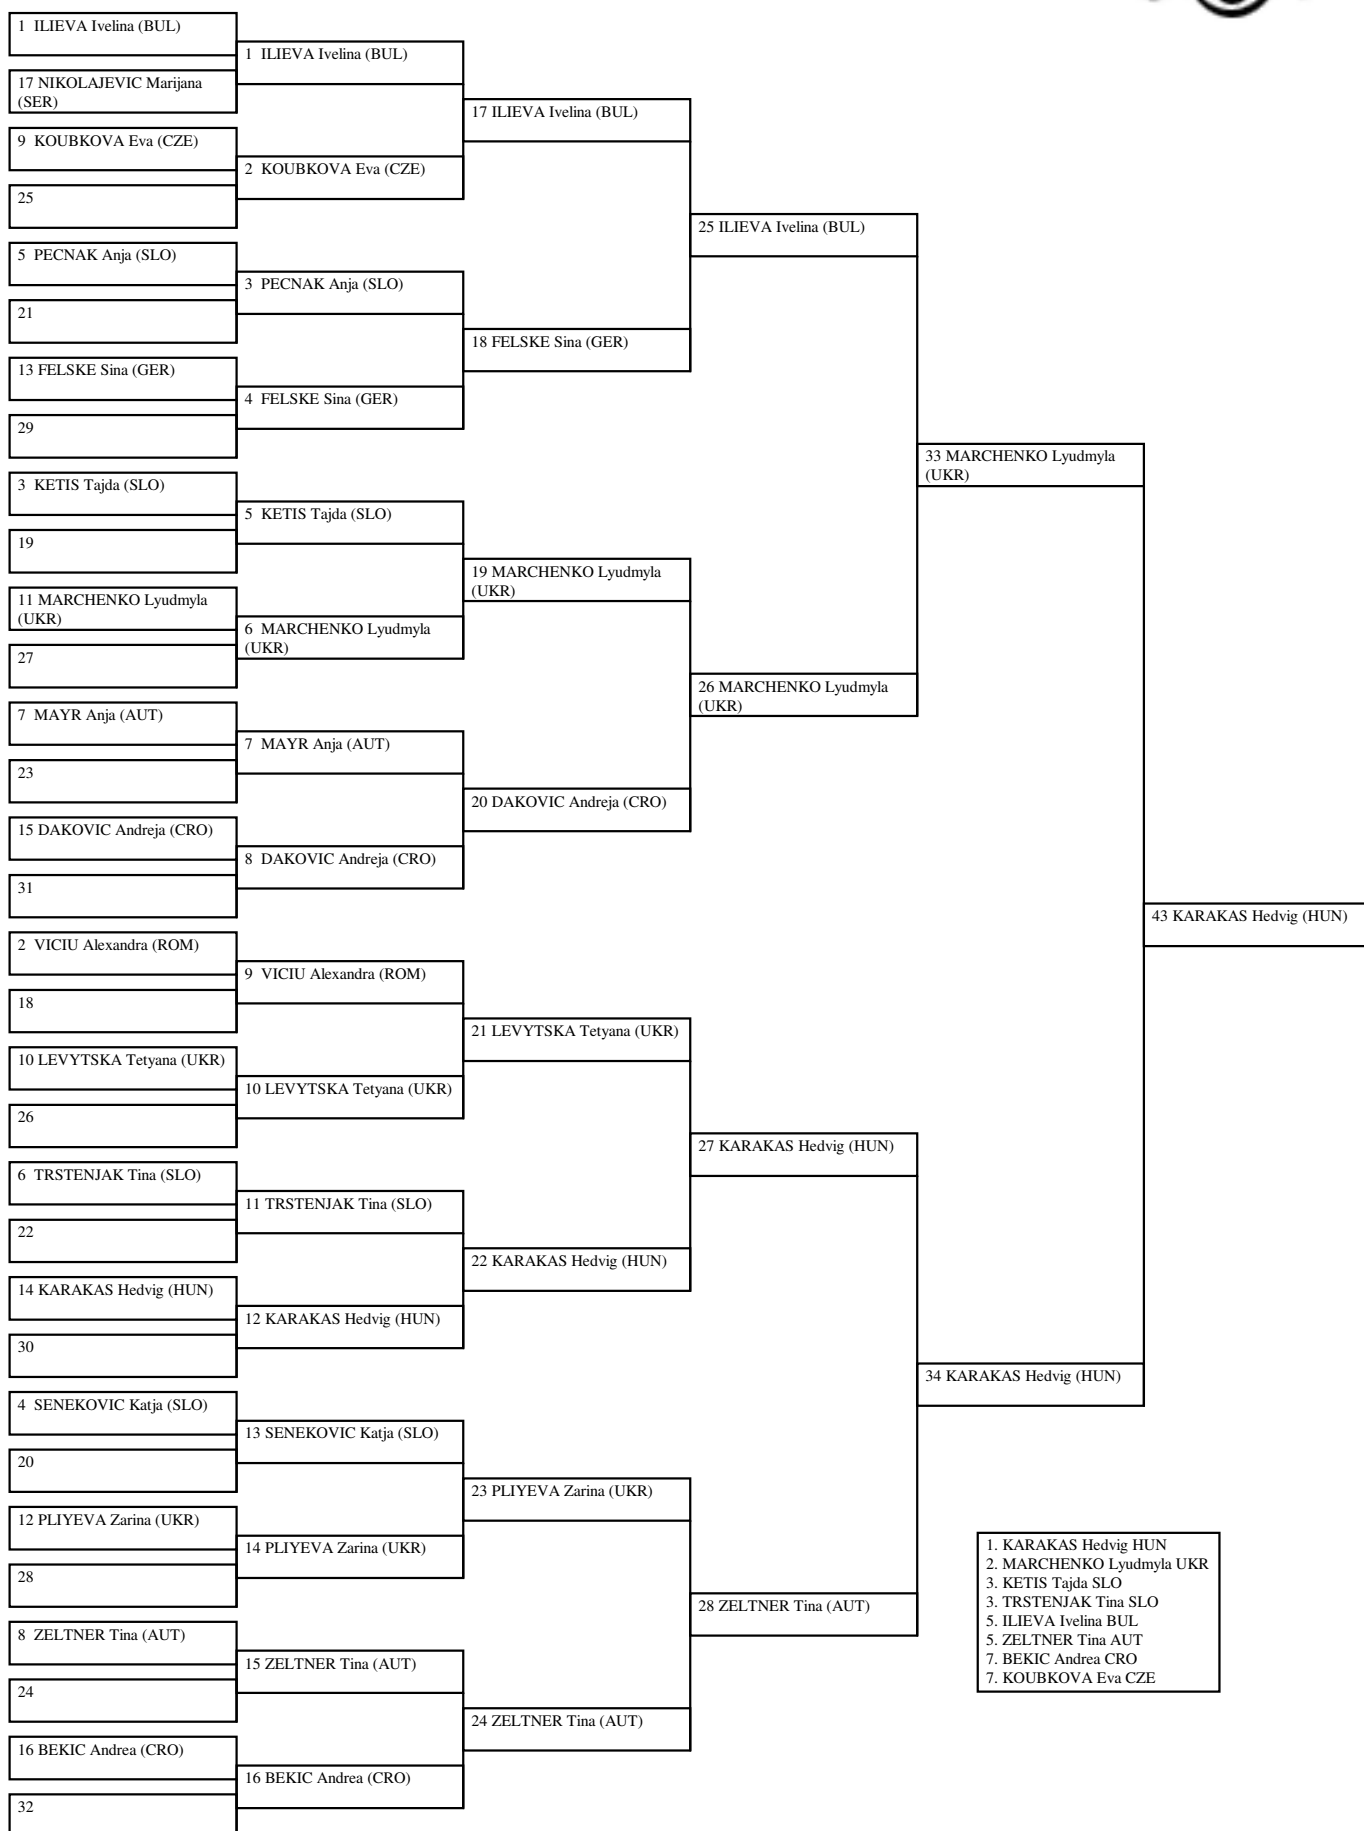 1 ILIEVA Ivelina (BUL)
17 NIKOLAJEVIC Marijana
(SER)
9 KOUBKOVA Eva (CZE)
25
5 PECNAK Anja (SLO)
21
13 FELSKE Sina (GER)
29
3 KETIS Tajda (SLO)
19
11 MARCHENKO Lyudmyla
(UKR)
27
7 MAYR Anja (AUT)
23
15 DAKOVIC Andreja (CRO)
31
2 VICIU Alexandra (ROM)
18
10 LEVYTSKA Tetyana (UKR)
26
6 TRSTENJAK Tina (SLO)
22
14 KARAKAS Hedvig (HUN)
30
4 SENEKOVIC Katja (SLO)
20
12 PLIYEVA Zarina (UKR)
28
8 ZELTNER Tina (AUT)
24
16 BEKIC Andrea (CRO)
32
1 ILIEVA Ivelina (BUL)
2 KOUBKOVA Eva (CZE)
3 PECNAK Anja (SLO)
4 FELSKE Sina (GER)
5 KETIS Tajda (SLO)
6 MARCHENKO Lyudmyla
(UKR)
7 MAYR Anja (AUT)
8 DAKOVIC Andreja (CRO)
9 VICIU Alexandra (ROM)
10 LEVYTSKA Tetyana (UKR)
11 TRSTENJAK Tina (SLO)
12 KARAKAS Hedvig (HUN)
13 SENEKOVIC Katja (SLO)
14 PLIYEVA Zarina (UKR)
15 ZELTNER Tina (AUT)
16 BEKIC Andrea (CRO)
17 ILIEVA Ivelina (BUL)
18 FELSKE Sina (GER)
19 MARCHENKO Lyudmyla
(UKR)
20 DAKOVIC Andreja (CRO)
21 LEVYTSKA Tetyana (UKR)
22 KARAKAS Hedvig (HUN)
23 PLIYEVA Zarina (UKR)
24 ZELTNER Tina (AUT)
25 ILIEVA Ivelina (BUL)
26 MARCHENKO Lyudmyla
(UKR)
27 KARAKAS Hedvig (HUN)
28 ZELTNER Tina (AUT)
33 MARCHENKO Lyudmyla
(UKR)
34 KARAKAS Hedvig (HUN)
43 KARAKAS Hedvig (HUN)
1. KARAKAS Hedvig HUN
2. MARCHENKO Lyudmyla UKR
3. KETIS Tajda SLO
3. TRSTENJAK Tina SLO
5. ILIEVA Ivelina BUL
5. ZELTNER Tina AUT
7. BEKIC Andrea CRO
7. KOUBKOVA Eva CZE